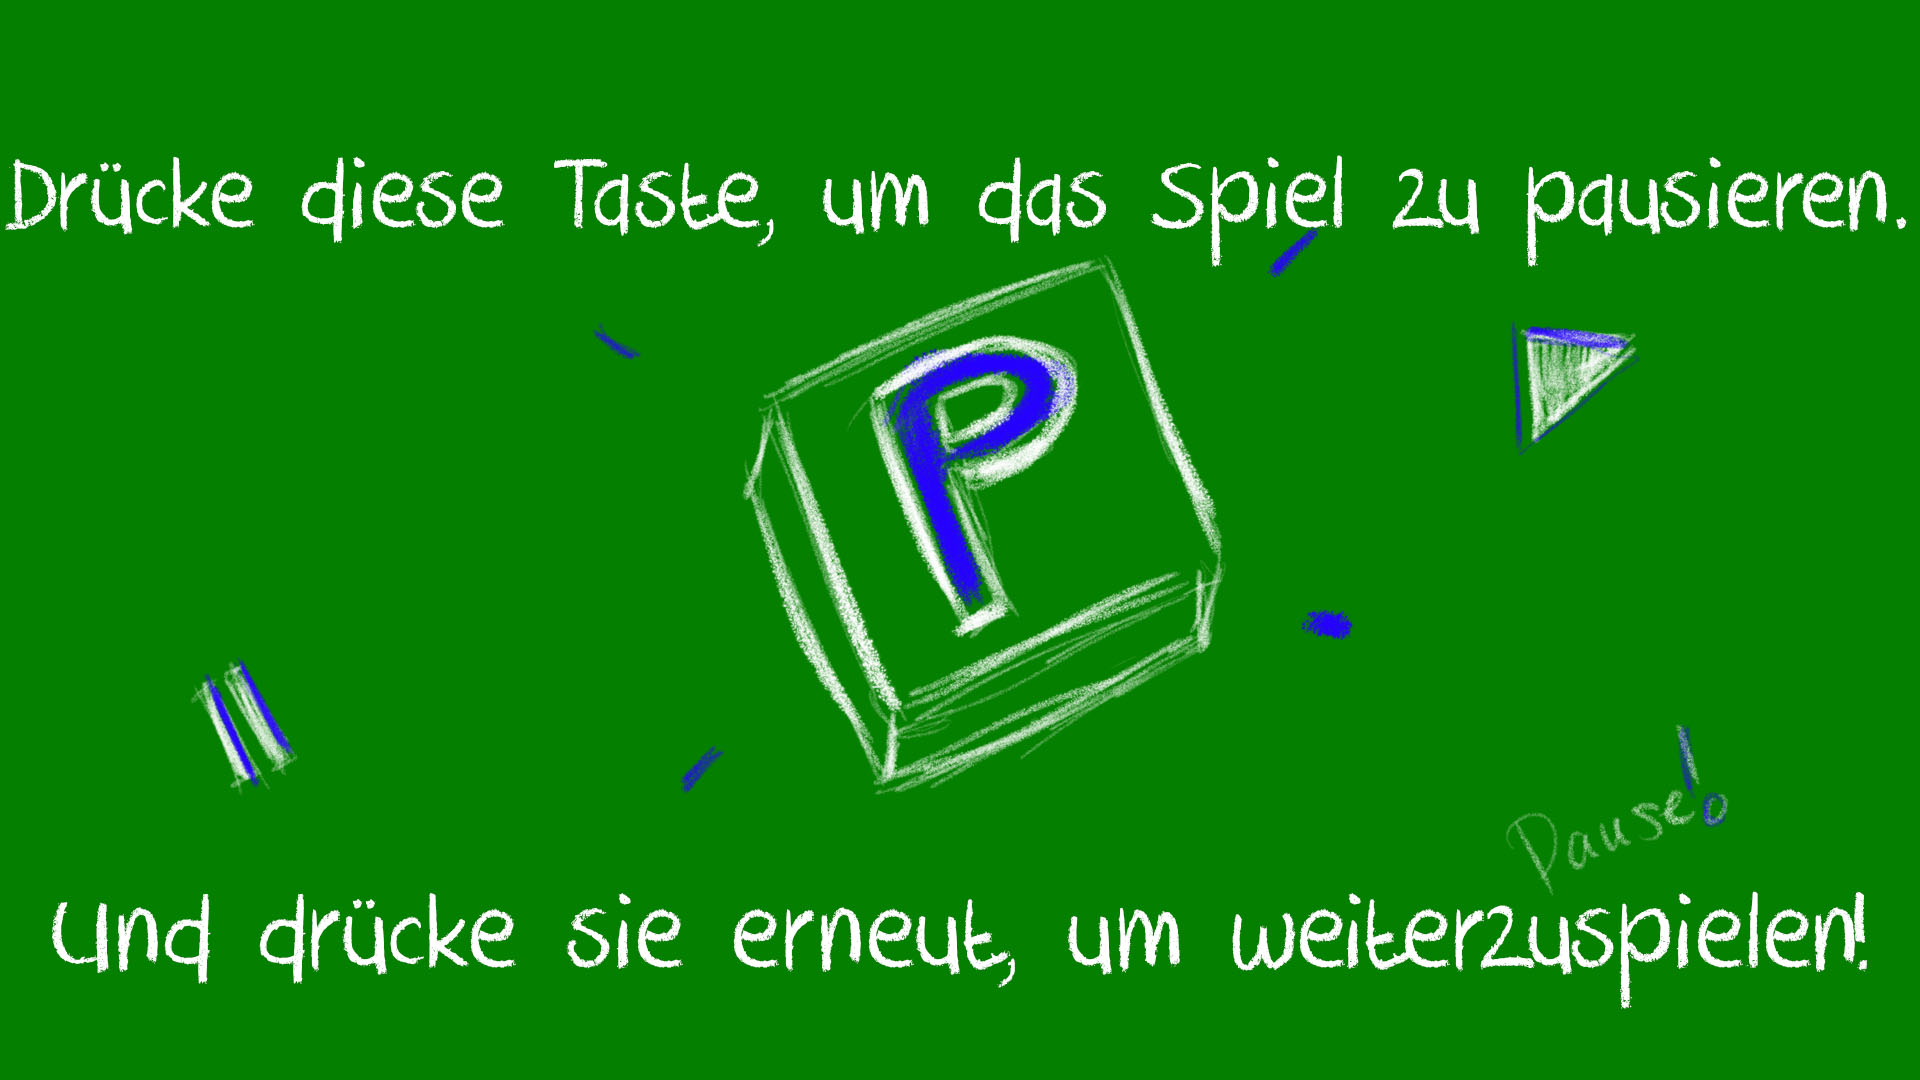 Drücke diese Taste, um das Spiel zu pausieren.
P
Pause!
Und drücke sie erneut, um weiterzuspielen!